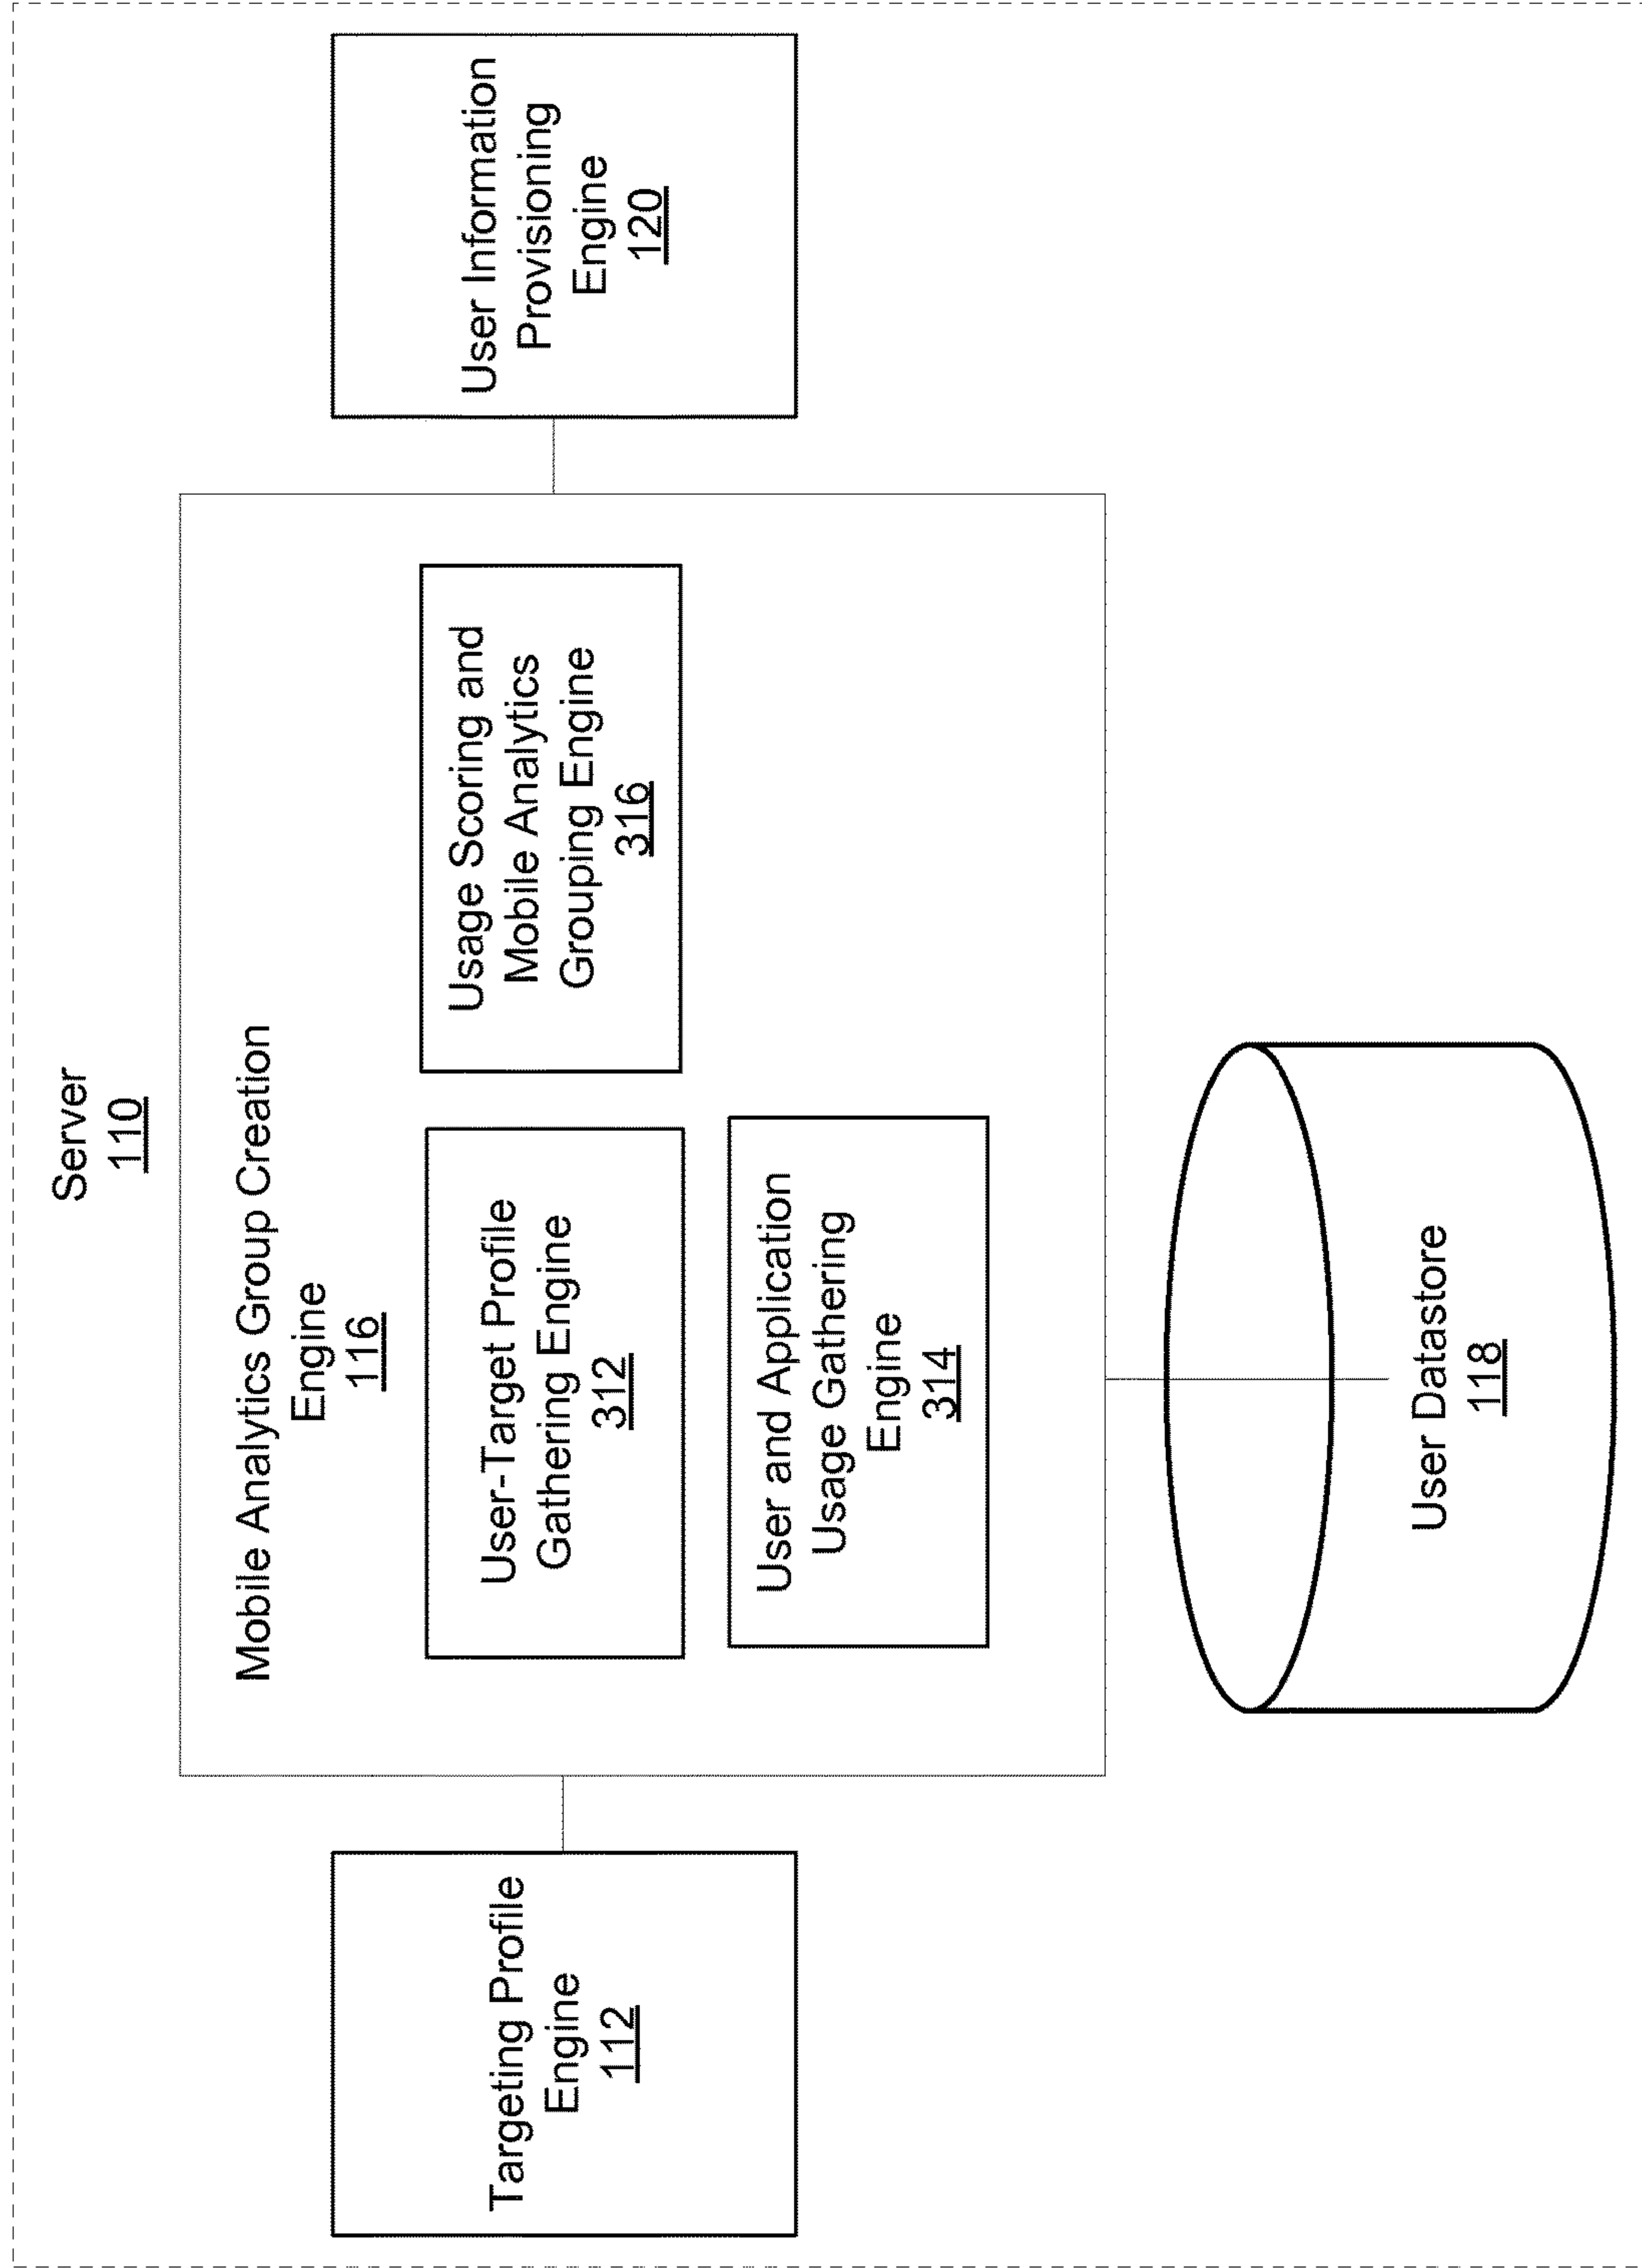 Server
110
Mobile Analytics Group Creation
Engine
116
Targeting Profile
Engine
112
User-Target Profile
Gathering Engine
312
Usage Scoring and
Mobile Analytics
Grouping Engine
316
User and Application
Usage Gathering
Engine
314
User Information
Provisioning
Engine
120
User Datastore
118